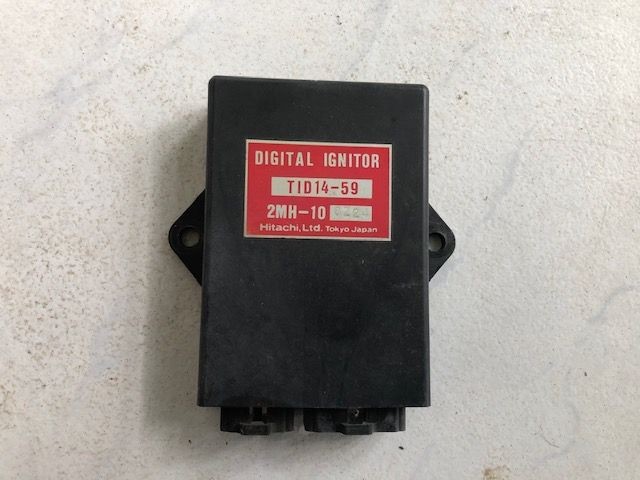 DIGITAL IGNITOR
TID14-59
2MH-10
Hitachi, Ltd. Tokyo Japan